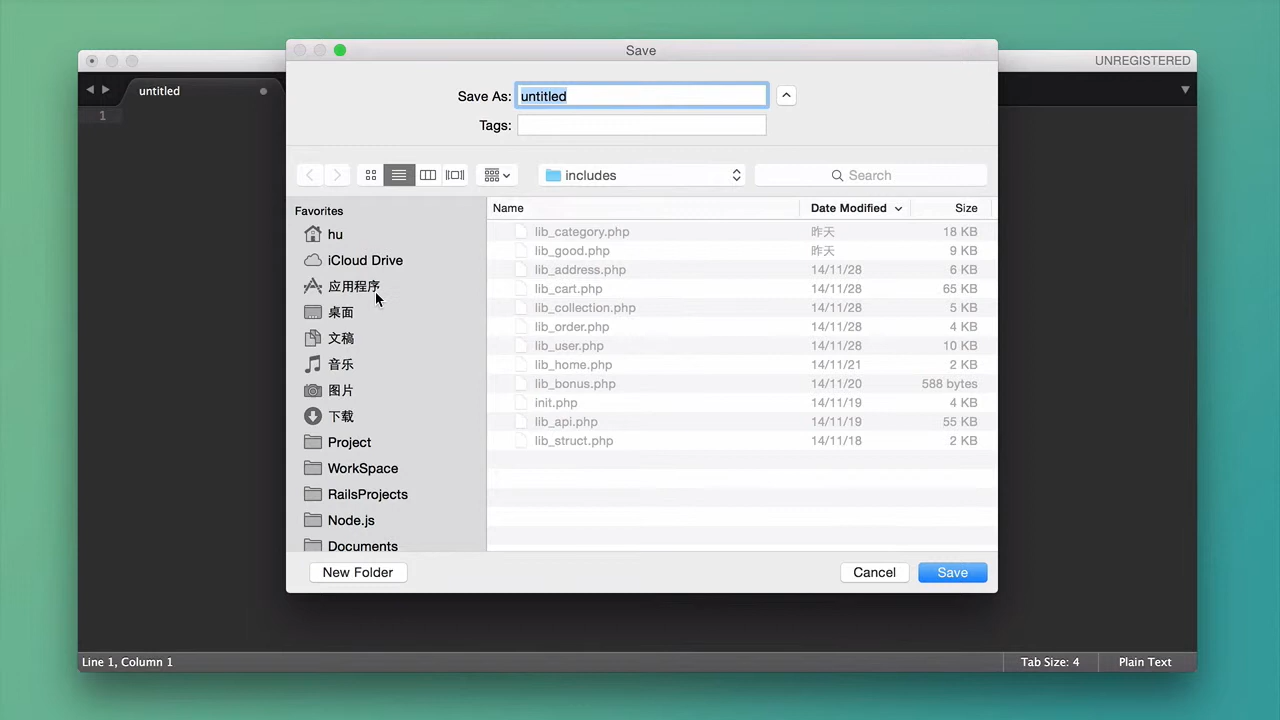 Save
UNREGISTERED
untitled
Save As: untitled
1
Tags:
includes
Search
Favorites
Name Date Modified Size
hu
iCloud Drive
应用程序
桌面
文稿
音乐
图片
下载
Project
WorkSpace
RailsProjects
Node.js
Documents
lib_category.php 昨天 18 KB
lib_good.php 昨天 9 KB
lib_address.php 14/11/28 6 KB
lib_cart.php 14/11/28 65 KB
lib_collection.php 14/11/28 5 KB
lib_order.php 14/11/28 4 KB
lib_user.php 14/11/28 10 KB
lib_home.php 14/11/21 2 KB
lib_bonus.php 14/11/20 588 bytes
init.php 14/11/19 4 KB
lib_api.php 14/11/19 55 KB
lib_struct.php 14/11/18 2 KB
New Folder Cancel Save
Line 1, Column 1 Tab Size: 4 Plain Text